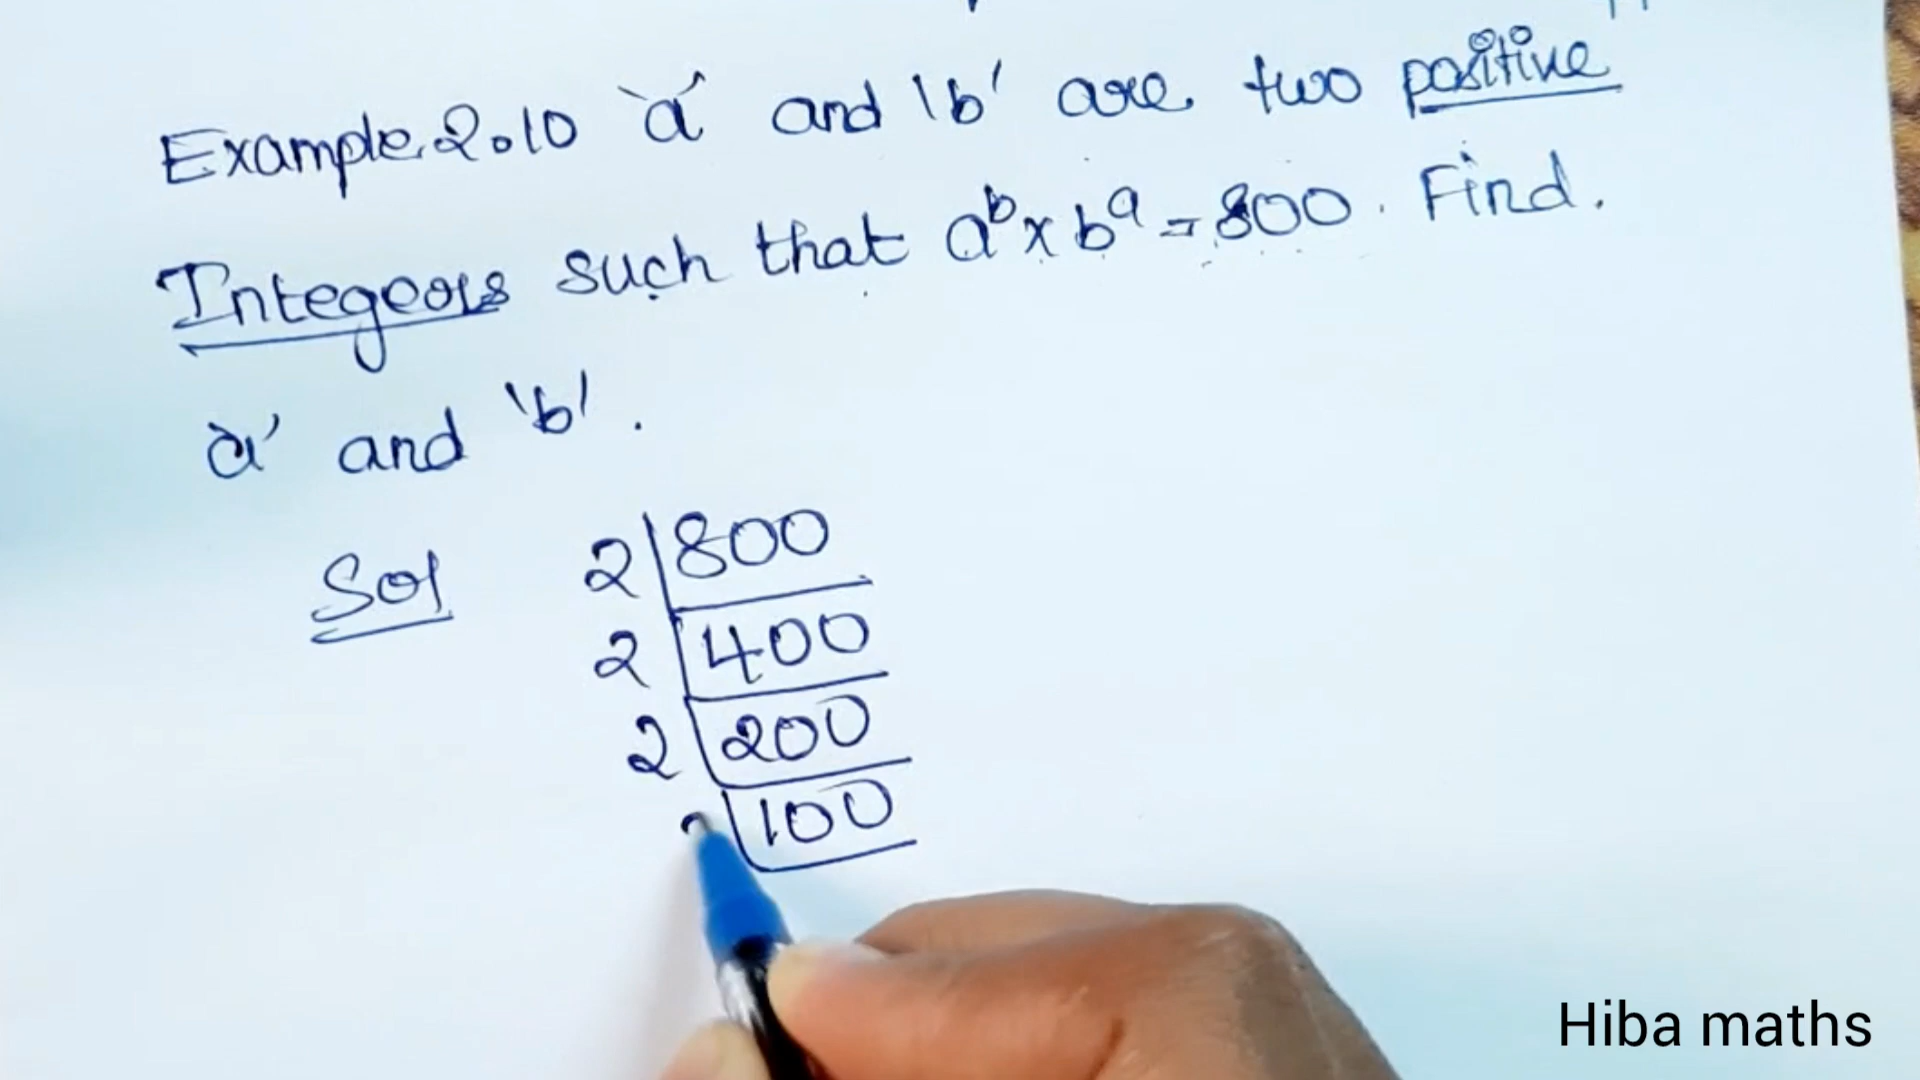 Example 2.10 'a' and 'b' are two positive
Integers such that a^b x b^a = 800. Find.
'a' and 'b'.
Sol
2 | 800
2 | 400
2 | 200
100
Hiba maths